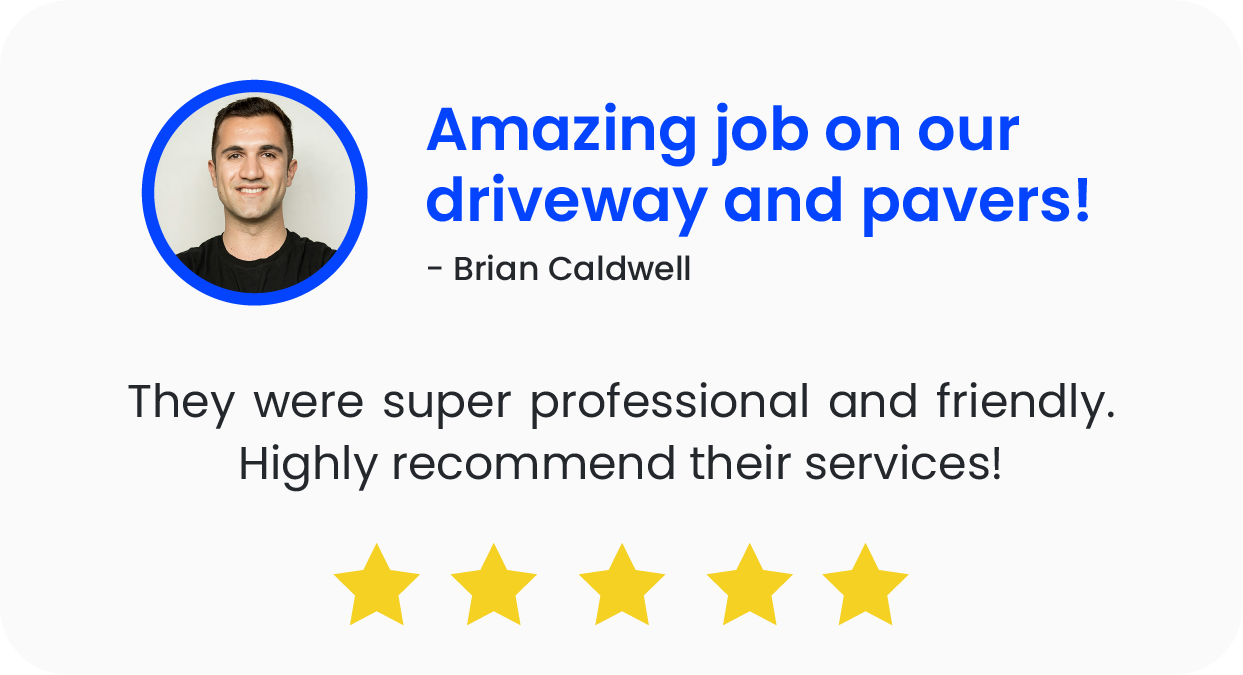 Amazing job on our
driveway and pavers!
- Brian Caldwell
They were super professional and friendly.
Highly recommend their services!